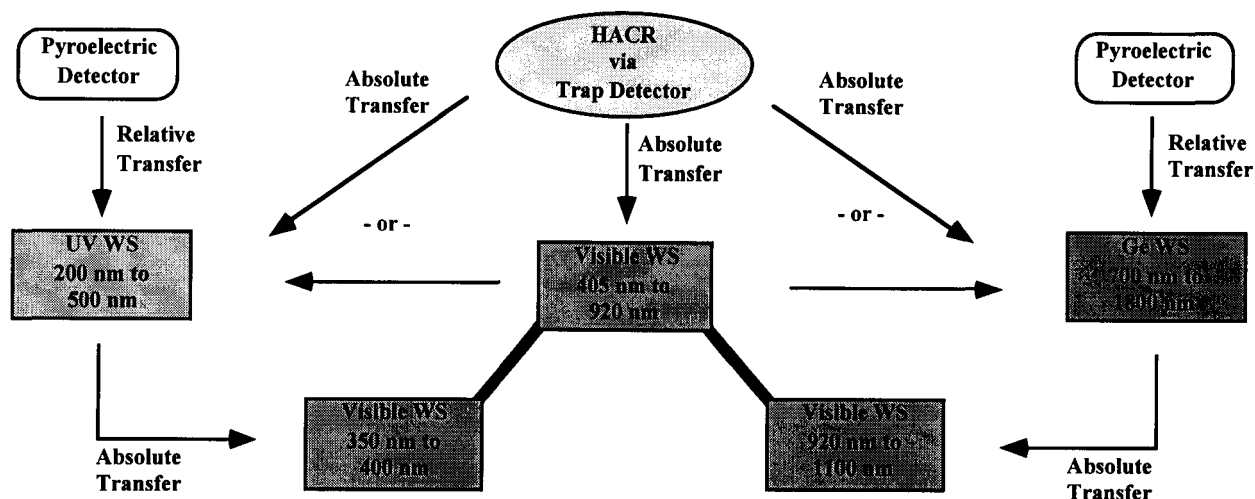 Pyroelectric
Detector
HACR
via
Trap Detector
Pyroelectric
Detector
Absolute
Transfer
Absolute
Transfer
Relative
Transfer
Absolute
Transfer
Relative
Transfer
- or -
- or -
UV WS
200 nm to
500 nm
Visible WS
405 nm to
920 nm
Ge WS
700 nm to
1800 nm
Visible WS
350 nm to
400 nm
Visible WS
920 nm to
1100 nm
Absolute
Transfer
Absolute
Transfer